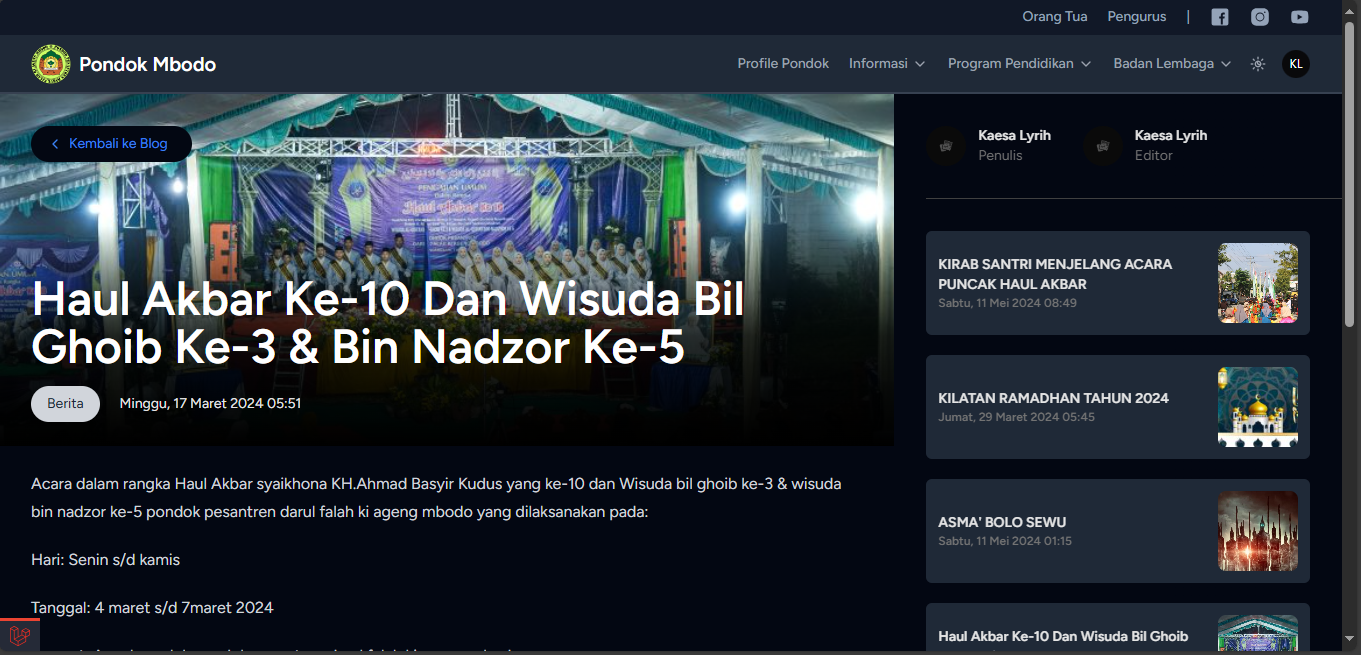 Orang Tua Pengurus |
Pondok Mbodo
Profile Pondok Informasi Program Pendidikan Badan Lembaga KL
Kembali ke Blog
PENGAJIAN UMUM
Haul Akbar KE 10
Haul Akbar Ke-10 Dan Wisuda Bil
Ghoib Ke-3 & Bin Nadzor Ke-5
Berita Minggu, 17 Maret 2024 05:51
Acara dalam rangka Haul Akbar syaikhona KH.Ahmad Basyir Kudus yang ke-10 dan Wisuda bil ghoib ke-3 & wisuda
bin nadzor ke-5 pondok pesantren darul falah ki ageng mbodo yang dilaksanakan pada:
Hari: Senin s/d kamis
Tanggal: 4 maret s/d 7maret 2024
Kaesa Lyrih
Penulis
Kaesa Lyrih
Editor
KIRAB SANTRI MENJELANG ACARA
PUNCAK HAUL AKBAR
Sabtu, 11 Mei 2024 08:49
KILATAN RAMADHAN TAHUN 2024
Jumat, 29 Maret 2024 05:45
ASMA' BOLO SEWU
Sabtu, 11 Mei 2024 01:15
Haul Akbar Ke-10 Dan Wisuda Bil Ghoib